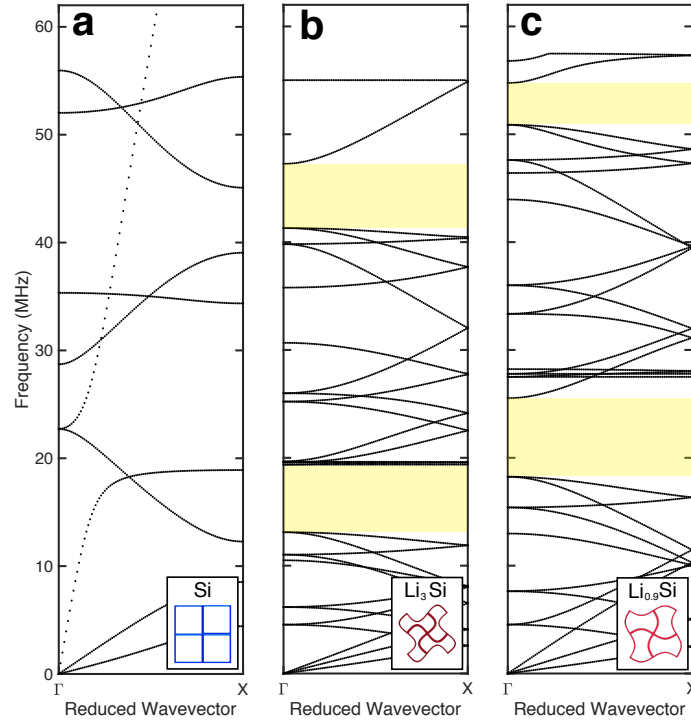 a
b
c
60
50
40
30
20
10
0
Frequency (MHz)
Si
Li₃Si
Li₀.₉Si
Γ
X
Γ
X
Γ
X
Reduced Wavevector
Reduced Wavevector
Reduced Wavevector